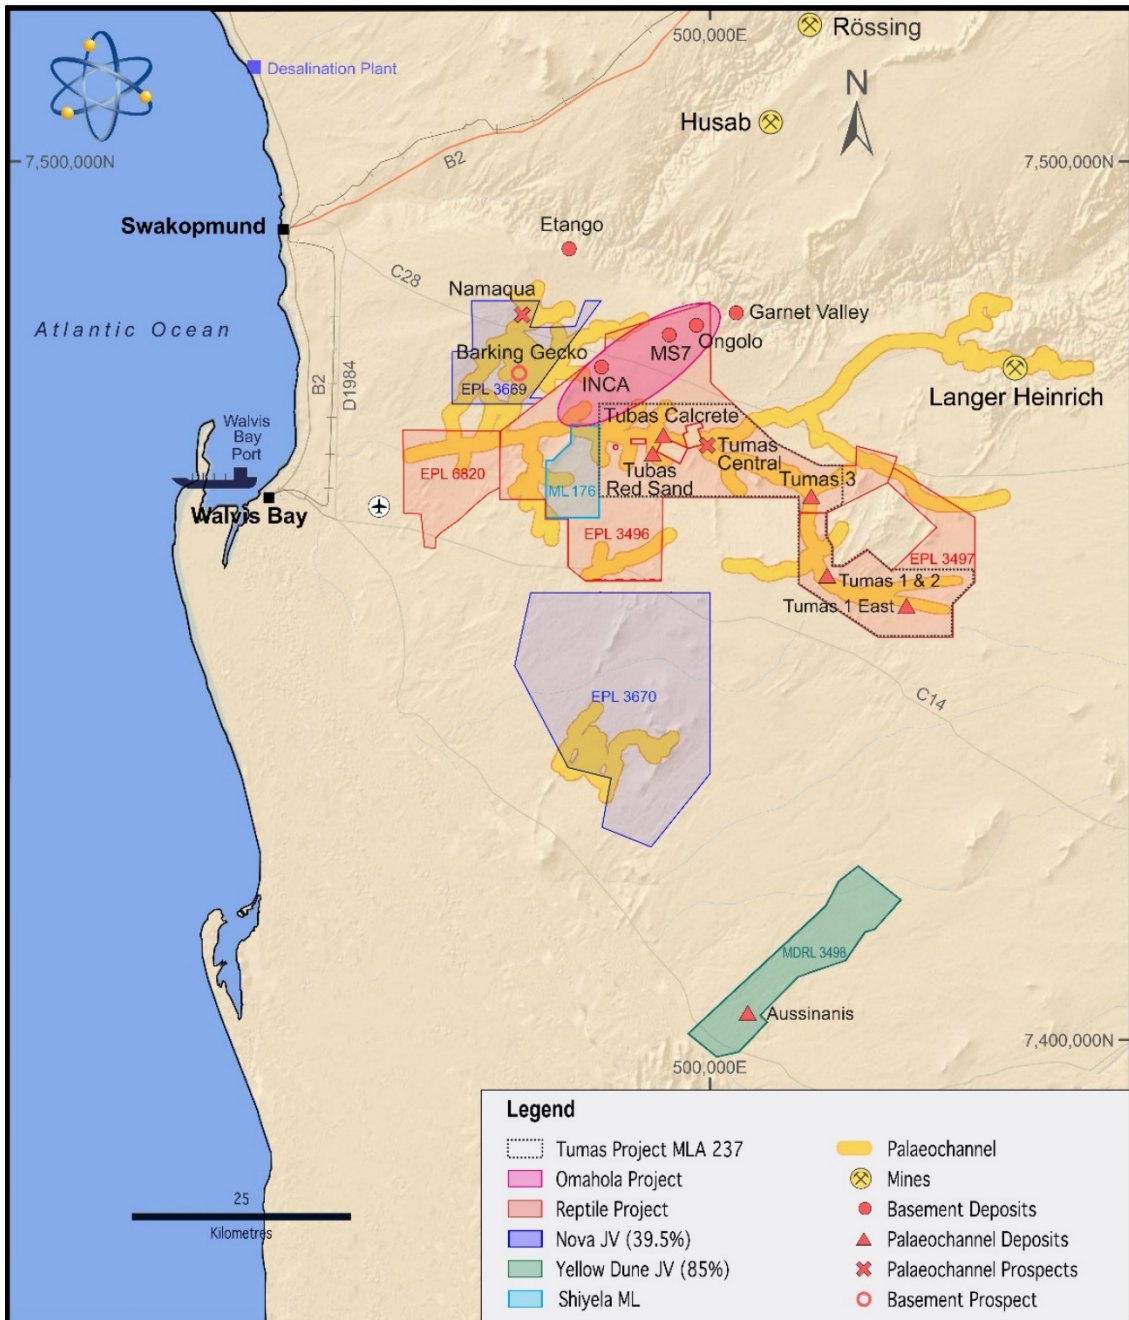 500,000E
Rössing
Desalination Plant
Husab
N
7,500,000N
7,500,000N
B2
Swakopmund
Etango
C28
Namaqua
Garnet Valley
Atlantic Ocean
Ongolo
MS7
Barking Gecko
INCA
EPL 3669
B2
D1984
Langer Heinrich
Tubas Calcrete
Walvis
Bay
Port
Tumas
Central
Tubas
Red Sand
EPL 6820
Tumas 3
ML 176
Walvis Bay
EPL 3496
EPL 3497
Tumas 1 & 2
Tumas 1 East
EPL 3670
C14
MDRL 3498
Aussinanis
7,400,000N
500,000E
Legend
Tumas Project MLA 237
Omahola Project
Reptile Project
Nova JV (39.5%)
Yellow Dune JV (85%)
Shiyela ML
Palaeochannel
Mines
Basement Deposits
Palaeochannel Deposits
Palaeochannel Prospects
Basement Prospect
25
Kilometres